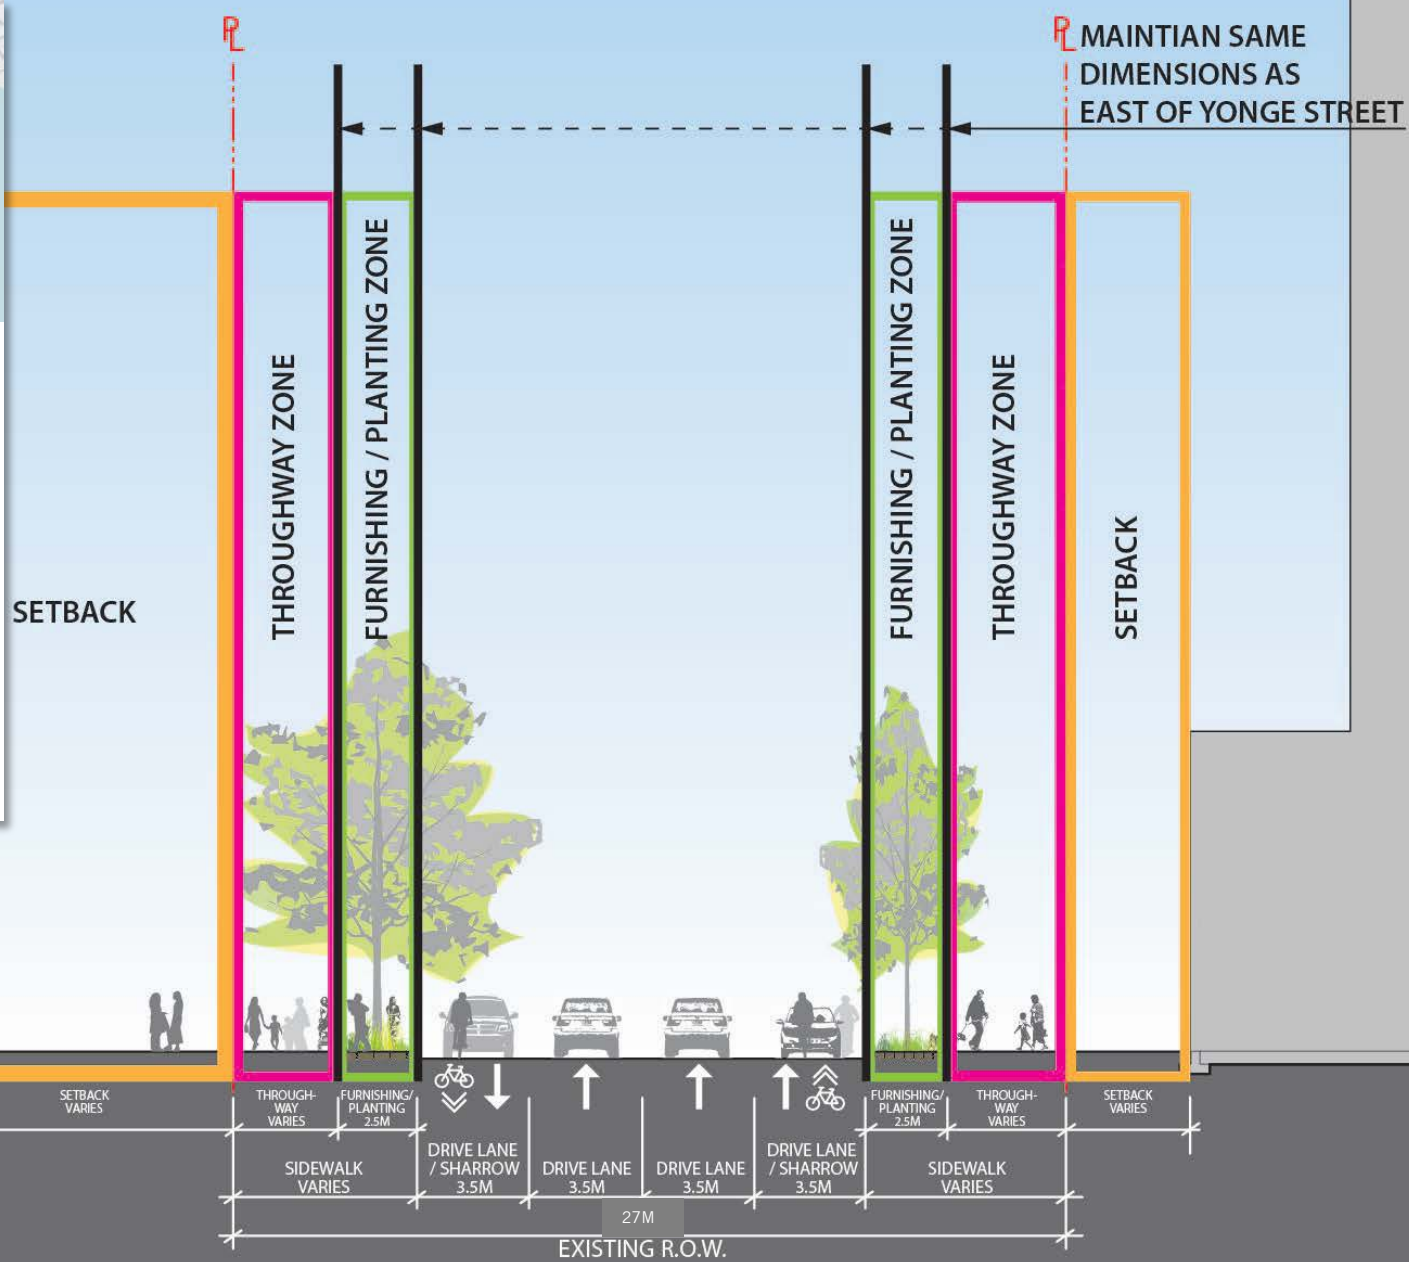 PL
PL
MAINTIAN SAME
DIMENSIONS AS
EAST OF YONGE STREET
SETBACK
THROUGHWAY ZONE
FURNISHING / PLANTING ZONE
FURNISHING / PLANTING ZONE
THROUGHWAY ZONE
SETBACK
SETBACK
VARIES
THROUGH-
WAY
VARIES
FURNISHING/
PLANTING
2.5M
FURNISHING/
PLANTING
2.5M
THROUGH-
WAY
VARIES
SETBACK
VARIES
SIDEWALK
VARIES
DRIVE LANE
/ SHARROW
3.5M
DRIVE LANE
3.5M
DRIVE LANE
3.5M
DRIVE LANE
/ SHARROW
3.5M
SIDEWALK
VARIES
27M
EXISTING R.O.W.